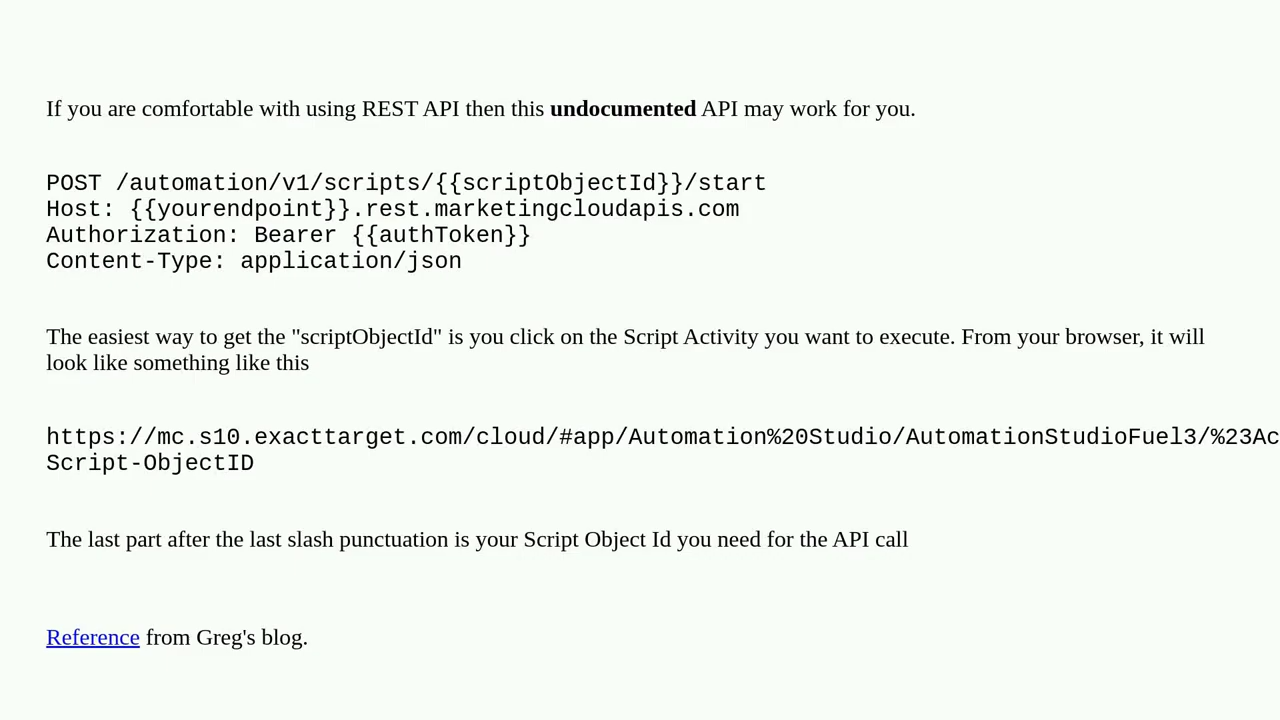 If you are comfortable with using REST API then this undocumented API may work for you.
POST /automation/v1/scripts/{{scriptObjectId}}/start
Host: {{yourendpoint}}.rest.marketingcloudapis.com
Authorization: Bearer {{authToken}}
Content-Type: application/json
The easiest way to get the "scriptObjectId" is you click on the Script Activity you want to execute. From your browser, it will
look like something like this
https://mc.s10.exacttarget.com/cloud/#app/Automation%20Studio/AutomationStudioFuel3/%23Ac
Script-ObjectID
The last part after the last slash punctuation is your Script Object Id you need for the API call
Reference from Greg's blog.